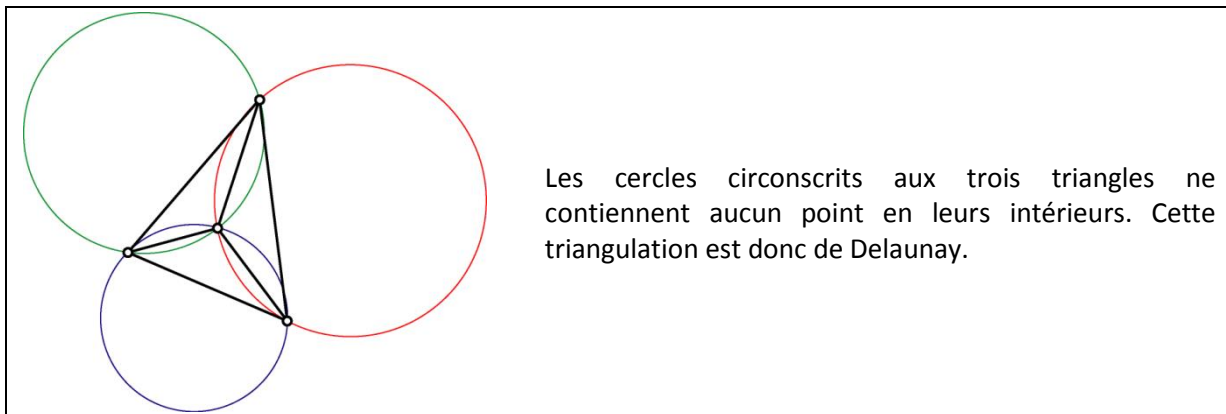 Les cercles circonscrits aux trois triangles ne
contiennent aucun point en leurs intérieurs. Cette
triangulation est donc de Delaunay.